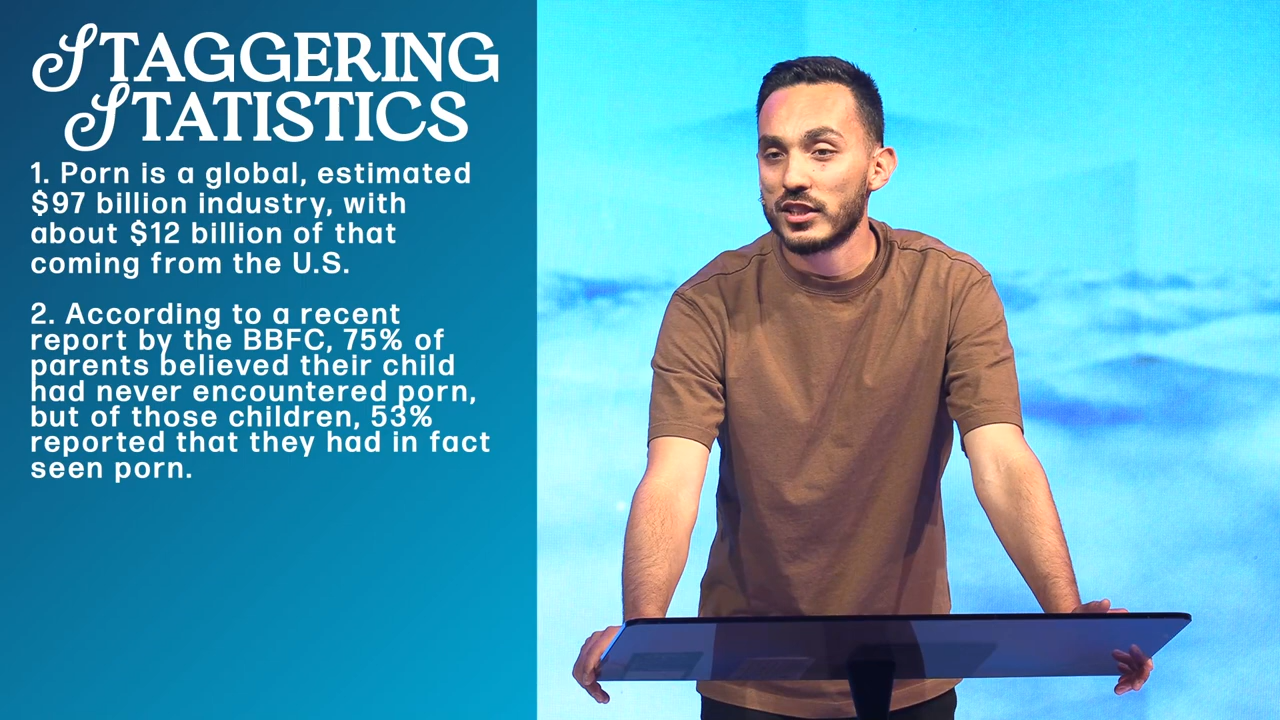 STAGGERING
STATISTICS
1. Porn is a global, estimated
$97 billion industry, with
about $12 billion of that
coming from the U.S.
2. According to a recent
report by the BBFC, 75% of
parents believed their child
had never encountered porn,
but of those children, 53%
reported that they had in fact
seen porn.